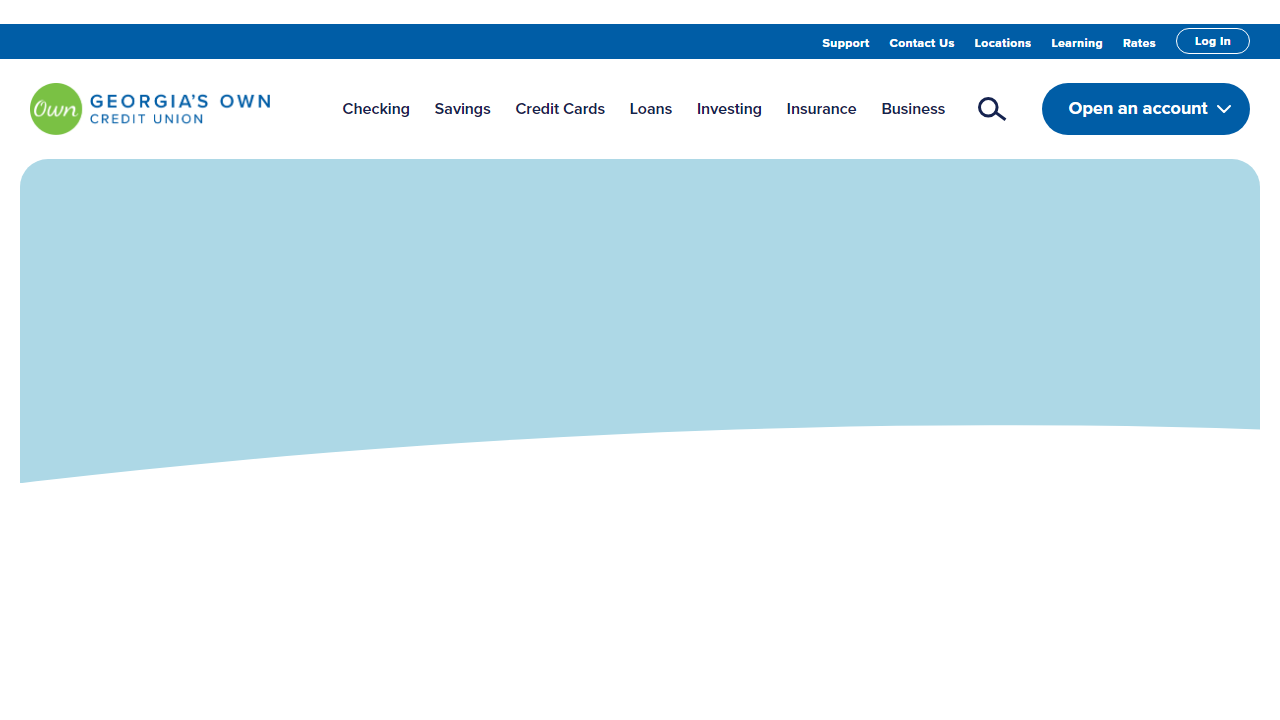 Support Contact Us Locations Learning Rates Log In
Own GEORGIA'S OWN
CREDIT UNION
Checking Savings Credit Cards Loans Investing Insurance Business Open an account